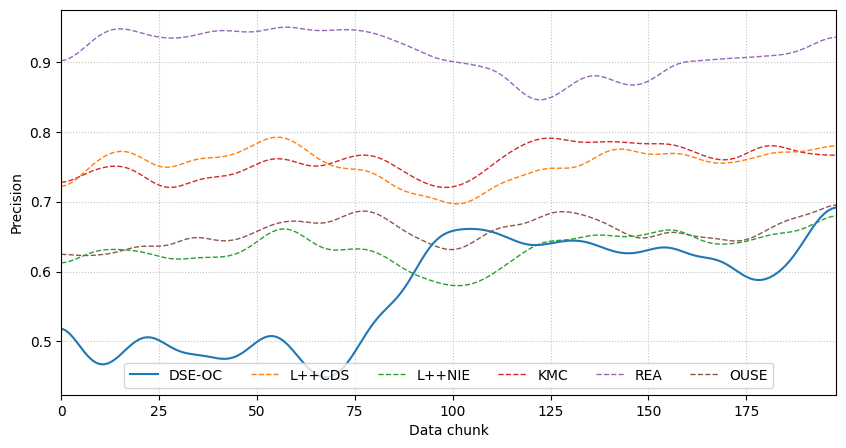 Precision
0.9
0.8
0.7
0.6
0.5
DSE-OC L++CDS L++NIE KMC REA OUSE
0 25 50 75 100 125 150 175
Data chunk